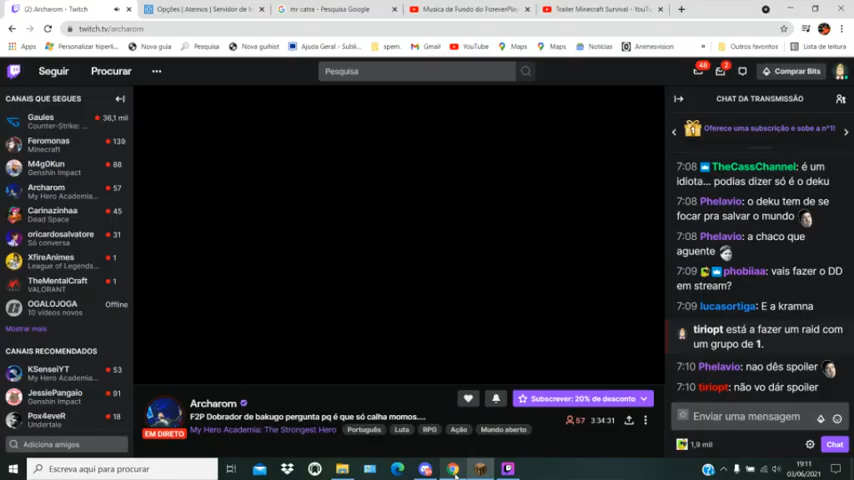 (2) Archarom - Twitch
Opções | Aternos | Servidor de
mr catra - Pesquisa Google
Musica de Fundo do ForeverPl
Trailer Minecraft Survival - YouT
twitch.tv/archarom
Apps
Personalizar hiperli...
Nova guia
Pesquisa
Nova guihist
Ajuda Geral - Subli...
spem.
Gmail
YouTube
Maps
Maps
Notícias
Animesvision
Outros favoritos
Lista de leitura
Seguir
Procurar
Pesquisa
48
2
Comprar Bits
CANAIS QUE SEGUES
Gaules
36,1 mil
Counter-Strike: ...
Feromonas
139
Minecraft
M4g0Kun
88
Genshin Impact
Archarom
57
My Hero Academia...
Carinazinhaa
45
Dead Space
oricardosalvatore
31
Só conversa
XfireAnimes
1
League of Legends...
TheMentalCraft
1
VALORANT
OGALOJOGA
Offline
10 vídeos novos
Mostrar mais
CANAIS RECOMENDADOS
KSenseiYT
53
My Hero Academia...
JessiePangaio
91
Genshin Impact
Pox4eveR
18
Undertale
Adiciona amigos
EM DIRETO
Archarom
F2P Dobrador de bakugo pergunta pq é que só calha momos....
My Hero Academia: The Strongest Hero
Português
Luta
RPG
Ação
Mundo aberto
Subscrever: 20% de desconto
57
3:34:31
CHAT DA TRANSMISSÃO
1
Oferece uma subscrição e sobe a nº1!
7:08 TheCassChannel: é um
idiota... podias dizer só é o deku
7:08 Phelavio: o deku tem de se
focar pra salvar o mundo
7:08 Phelavio: a chaco que
aguente
7:09 phobiiaa: vais fazer o DD
em stream?
7:09 lucasortiga: E a kramna
tiriopt está a fazer um raid com
um grupo de 1.
7:10 Phelavio: nao dês spoiler
7:10 tiriopt: não vo dár spoiler
Enviar uma mensagem
1,9 mil
Chat
Escreva aqui para procurar
19:11
03/06/2021